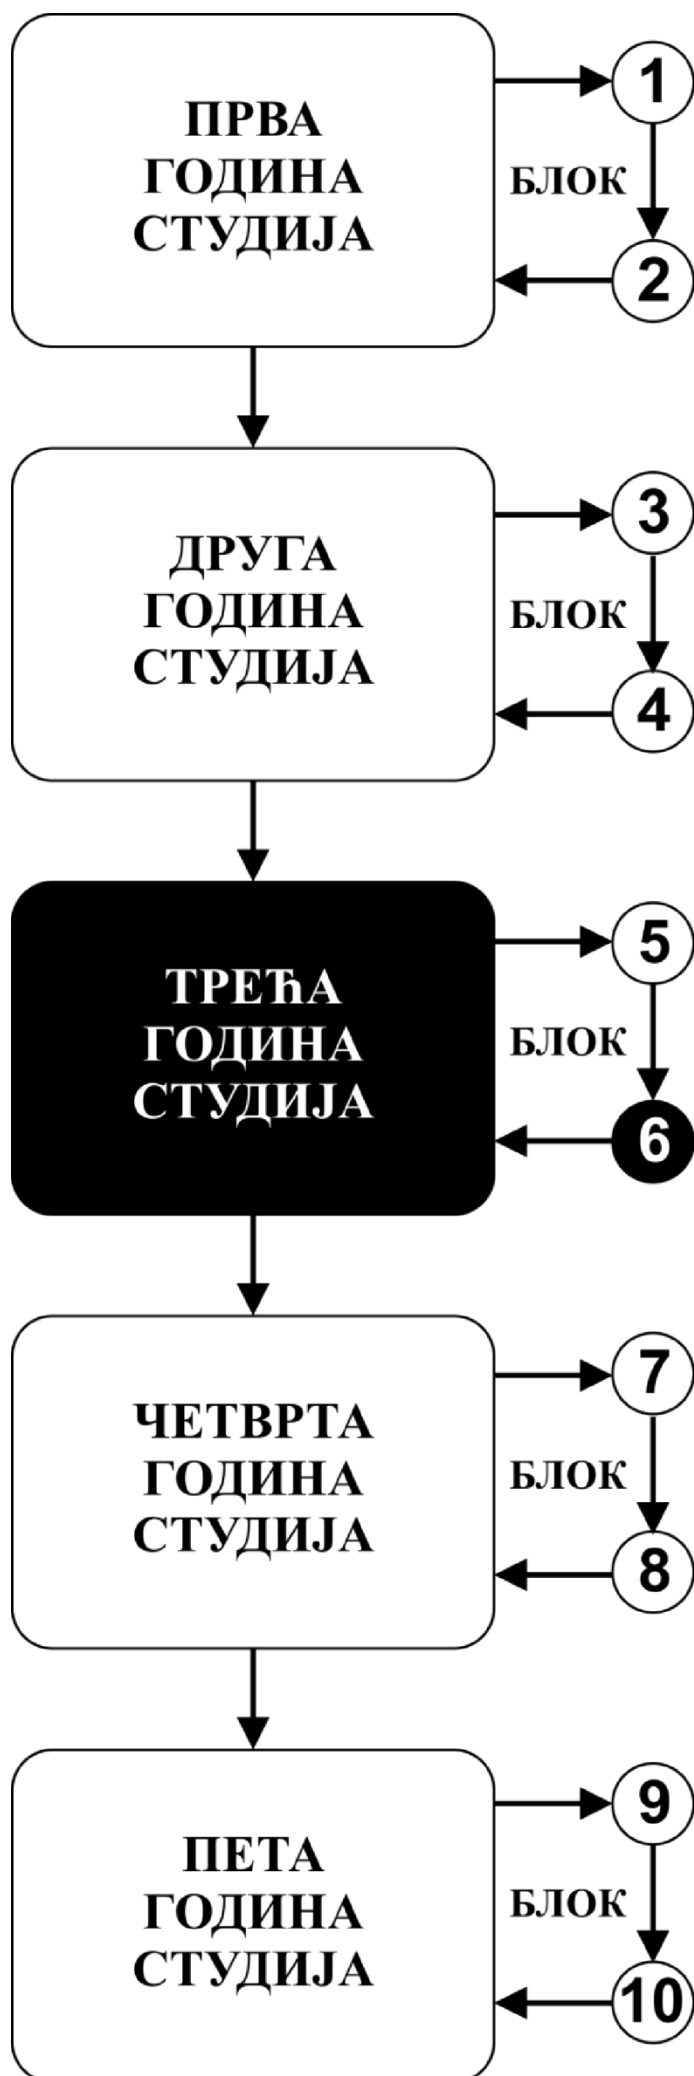 ПРВА
ГОДИНА
СТУДИЈА
1
БЛОК
2
ДРУГА
ГОДИНА
СТУДИЈА
3
БЛОК
4
ТРЕЋА
ГОДИНА
СТУДИЈА
5
БЛОК
6
ЧЕТВРТА
ГОДИНА
СТУДИЈА
7
БЛОК
8
ПЕТА
ГОДИНА
СТУДИЈА
9
БЛОК
10